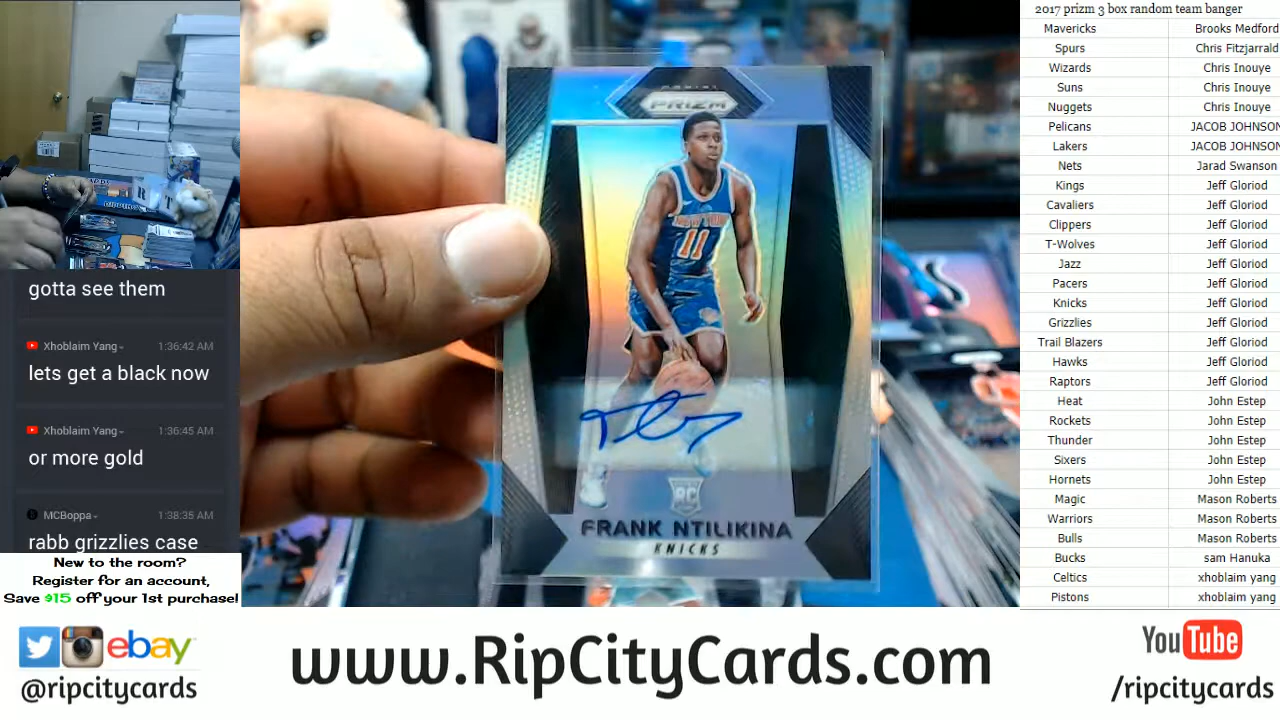 gotta see them
Xhoblaim Yang 1:36:42 AM
lets get a black now
Xhoblaim Yang 1:36:45 AM
or more gold
MCBoppa 1:38:35 AM
rabb grizzlies case
New to the room?
Register for an account,
Save $15 off your 1st purchase!
PRIZM
NEW YORK
11
RC
FRANK NTILIKINA
KNICKS
2017 prizm 3 box random team banger
Mavericks Brooks Medford
Spurs Chris Fitzjarrald
Wizards Chris Inouye
Suns Chris Inouye
Nuggets Chris Inouye
Pelicans JACOB JOHNSON
Lakers JACOB JOHNSON
Nets Jarad Swanson
Kings Jeff Gloriod
Cavaliers Jeff Gloriod
Clippers Jeff Gloriod
T-Wolves Jeff Gloriod
Jazz Jeff Gloriod
Pacers Jeff Gloriod
Knicks Jeff Gloriod
Grizzlies Jeff Gloriod
Trail Blazers Jeff Gloriod
Hawks Jeff Gloriod
Raptors Jeff Gloriod
Heat John Estep
Rockets John Estep
Thunder John Estep
Sixers John Estep
Hornets John Estep
Magic Mason Roberts
Warriors Mason Roberts
Bulls Mason Roberts
Bucks sam Hanuka
Celtics xhoblaim yang
Pistons xhoblaim yang
ebay
@ripcitycards
www.RipCityCards.com
YouTube
/ripcitycards